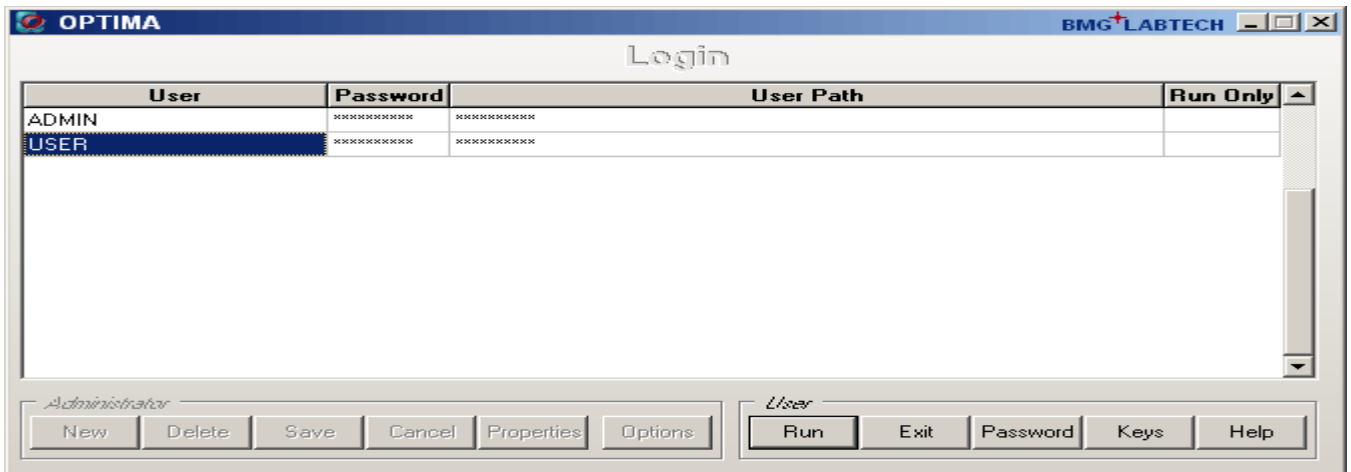 OPTIMA BMG LABTECH
Login
User Password User Path Run Only
ADMIN ********** **********
USER ********** **********
Administrator User
New Delete Save Cancel Properties Options Run Exit Password Keys Help